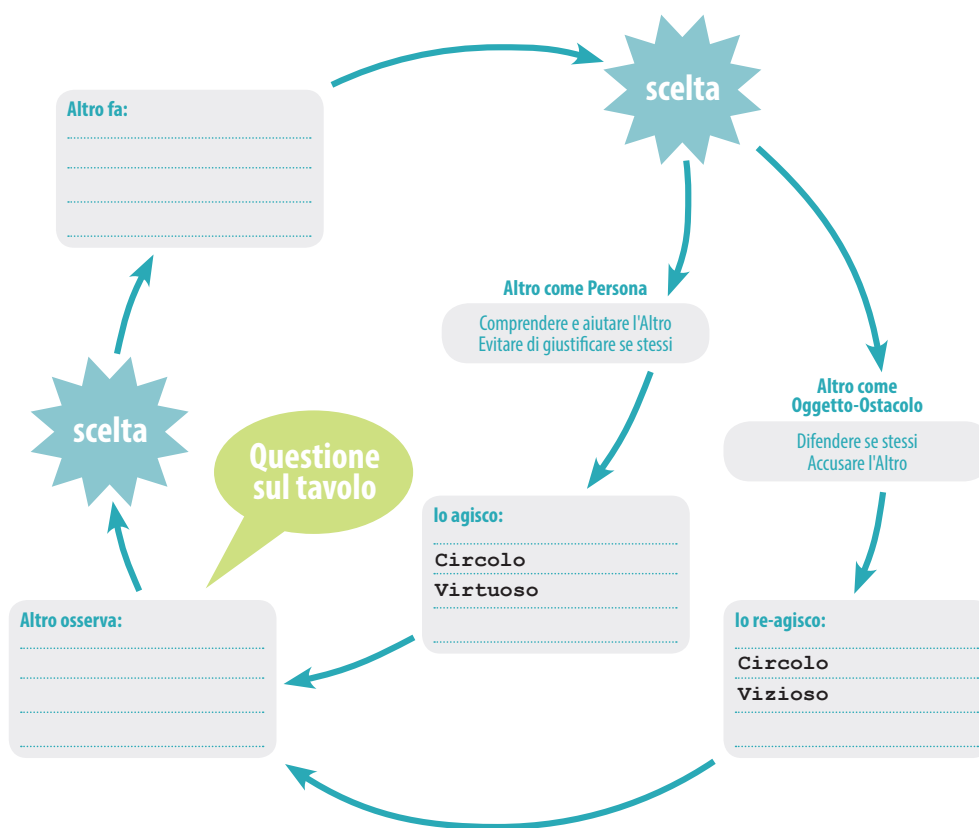 scelta
Altro fa:
Altro come Persona
Comprendere e aiutare l'Altro
Evitare di giustificare se stessi
Altro come
Oggetto-Ostacolo
Difendere se stessi
Accusare l'Altro
scelta
Questione
sul tavolo
Io agisco:
Circolo
Virtuoso
Altro osserva:
Io re-agisco:
Circolo
Vizioso